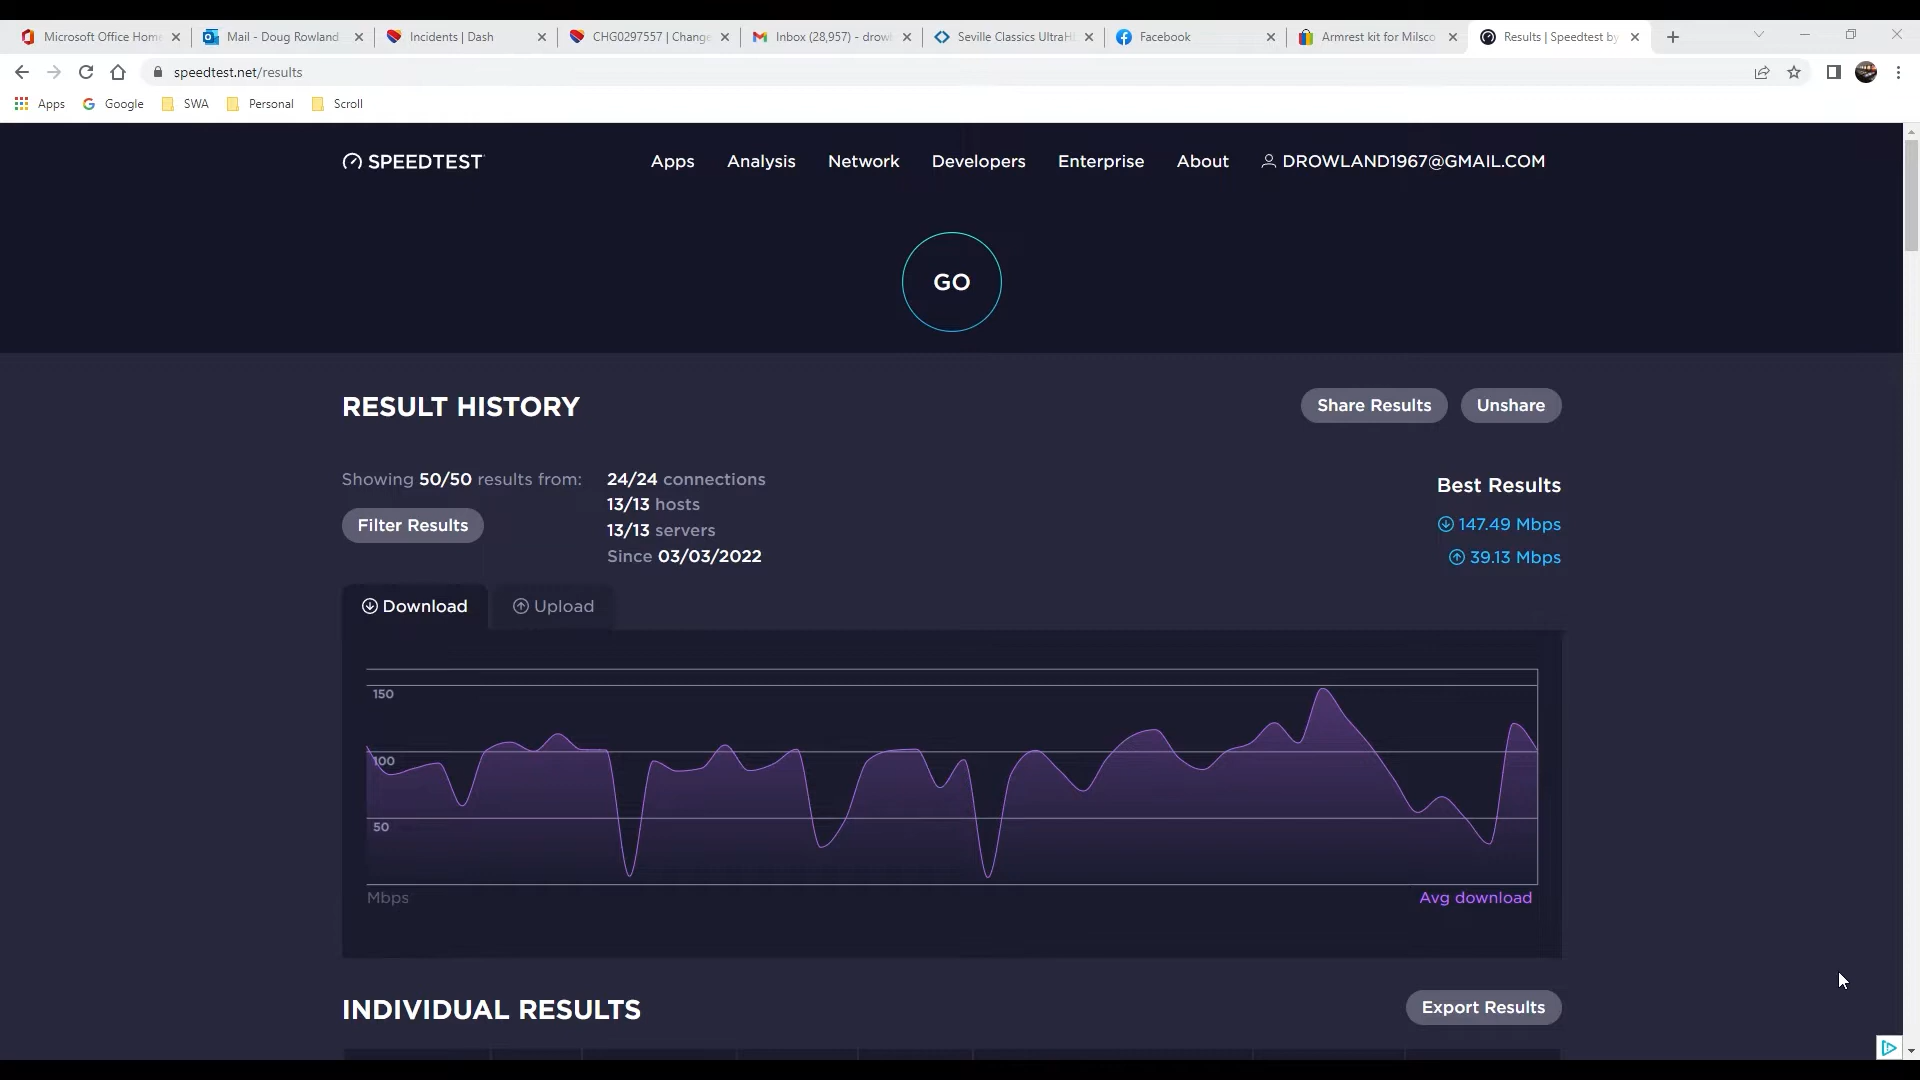 Microsoft Office Home
Mail - Doug Rowland
Incidents | Dash
CHG0297557 | Change
Inbox (28,957) - drowl
Seville Classics UltraH
Facebook
Armrest kit for Milsco
Results | Speedtest by
speedtest.net/results
Apps
Google
SWA
Personal
Scroll
SPEEDTEST
Apps
Analysis
Network
Developers
Enterprise
About
DROWLAND1967@GMAIL.COM
GO
RESULT HISTORY
Share Results
Unshare
Showing 50/50 results from:
24/24 connections
13/13 hosts
13/13 servers
Since 03/03/2022
Filter Results
Best Results
147.49 Mbps
39.13 Mbps
Download
Upload
150
100
50
Mbps
Avg download
INDIVIDUAL RESULTS
Export Results